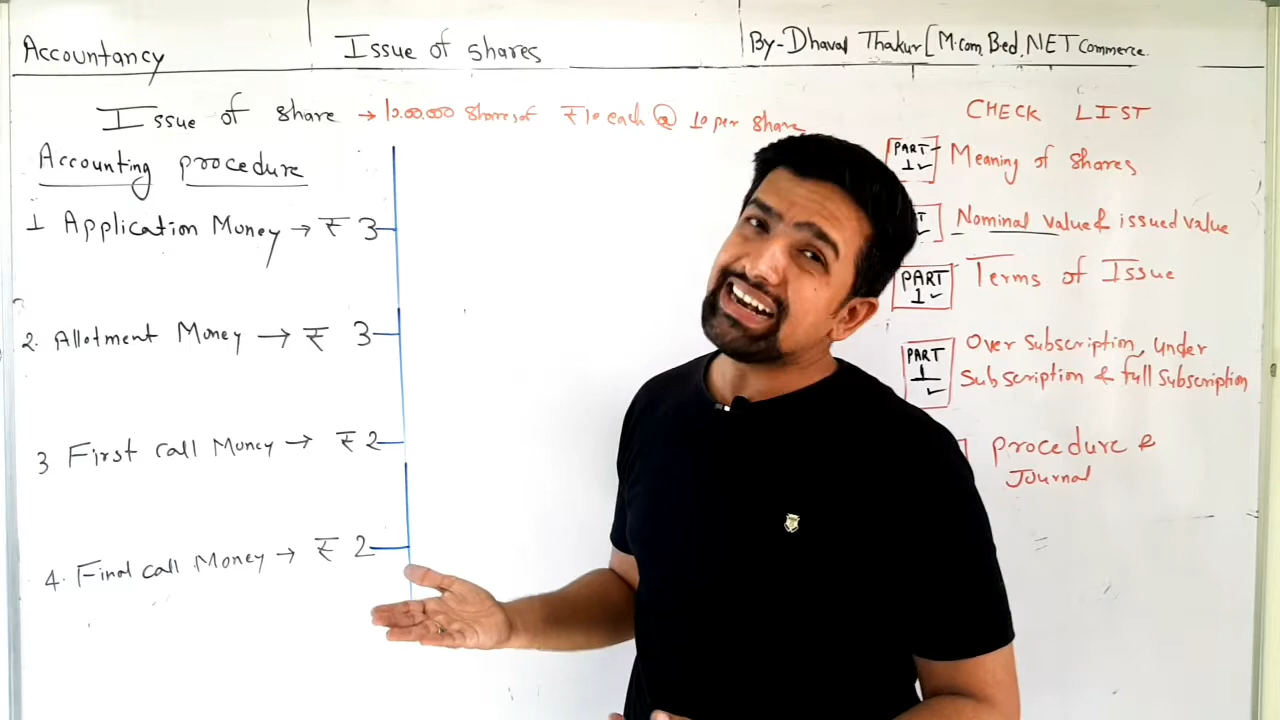 Accountancy
Issue of shares
By-Dhaval Thakur [M.com, B.ed, NET Commerce.
Issue of share → 10,00,000 shares of ₹10 each @ 10 per share
Accounting procedure
1 Application Money → ₹ 3
2. Allotment Money → ₹ 3
3 First call Money → ₹2
4. Final call Money → ₹ 2
CHECK LIST
PART 1 ✓ Meaning of shares
Nominal value & issued value
PART 1 ✓ Terms of Issue
PART 1 ✓ Over Subscription, under
Subscription & full Subscription
procedure &
Journal